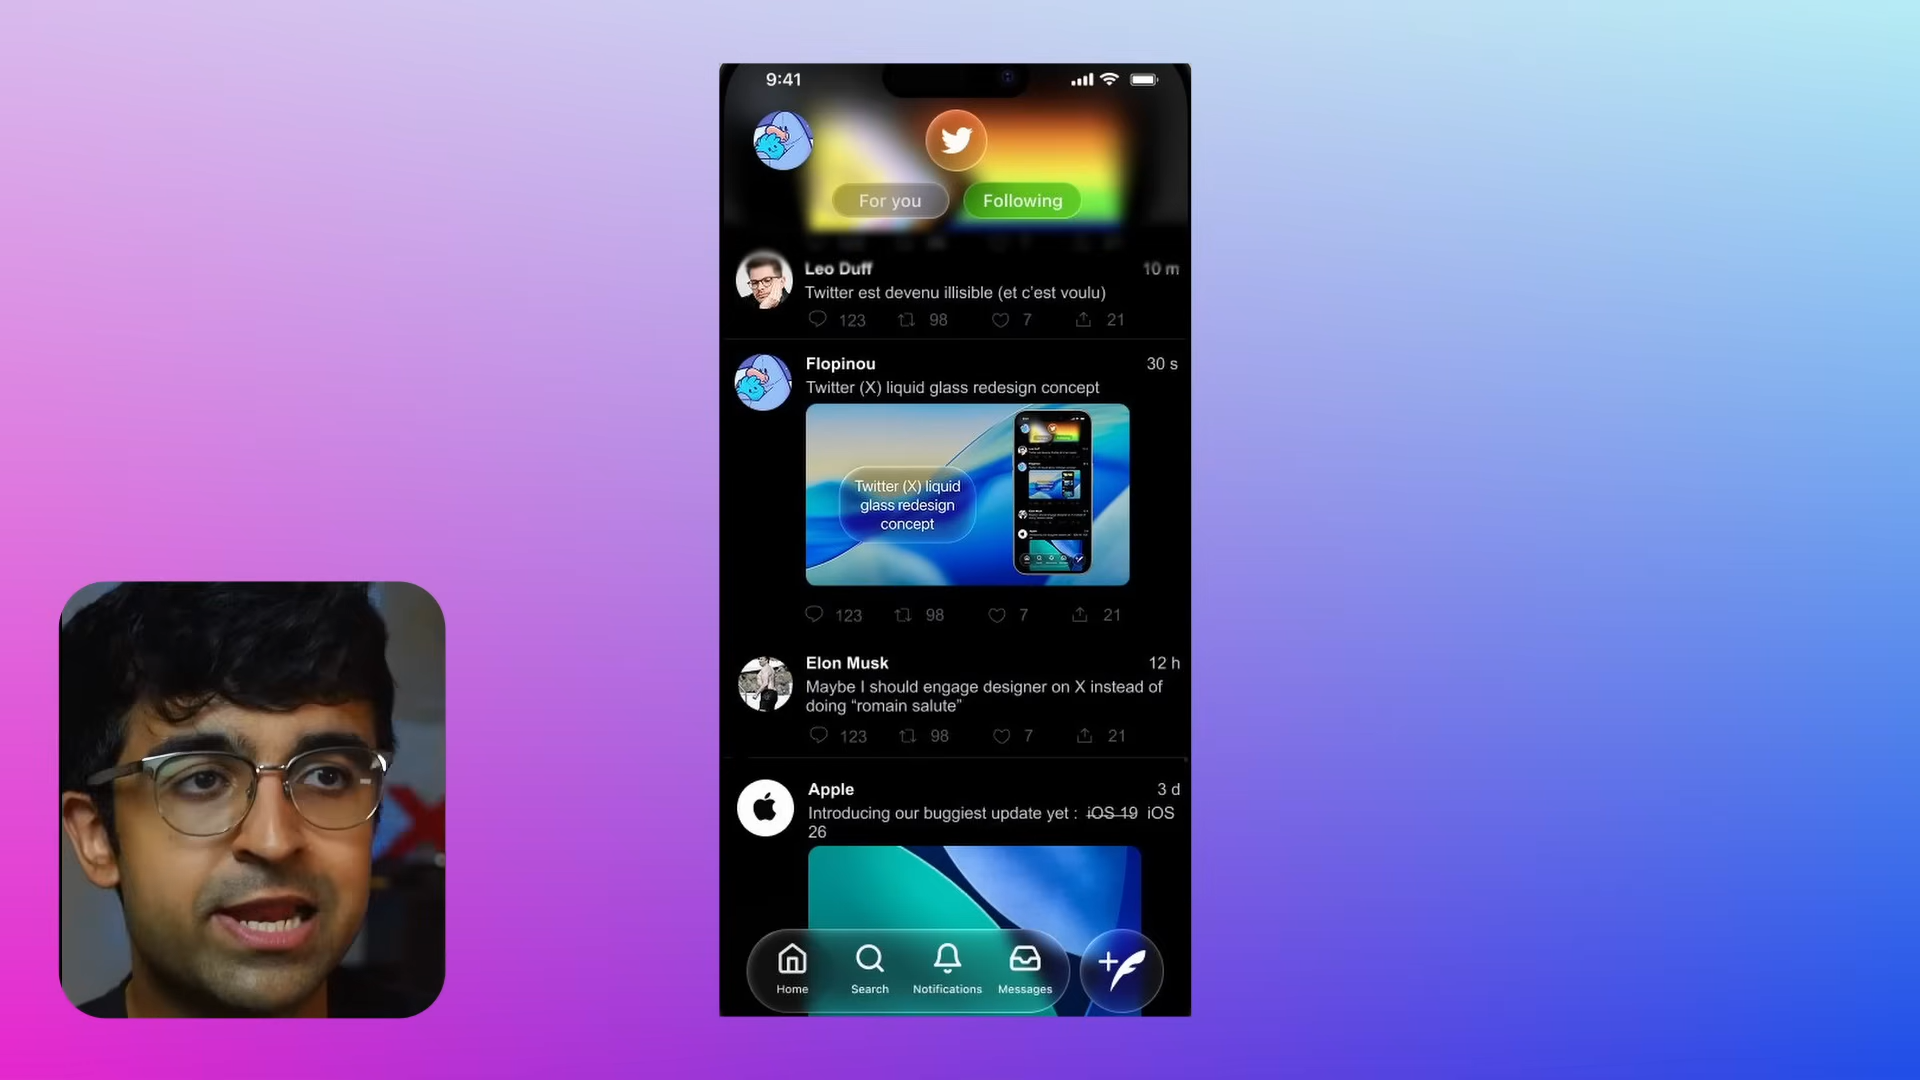 9:41
For you
Following
Leo Duff
10 m
Twitter est devenu illisible (et c'est voulu)
123 98 7 21
Flopinou
30 s
Twitter (X) liquid glass redesign concept
Twitter (X) liquid
glass redesign
concept
123 98 7 21
Elon Musk
12 h
Maybe I should engage designer on X instead of
doing “romain salute”
123 98 7 21
Apple
3 d
Introducing our buggiest update yet : iOS 19 iOS
26
Home
Search
Notifications
Messages